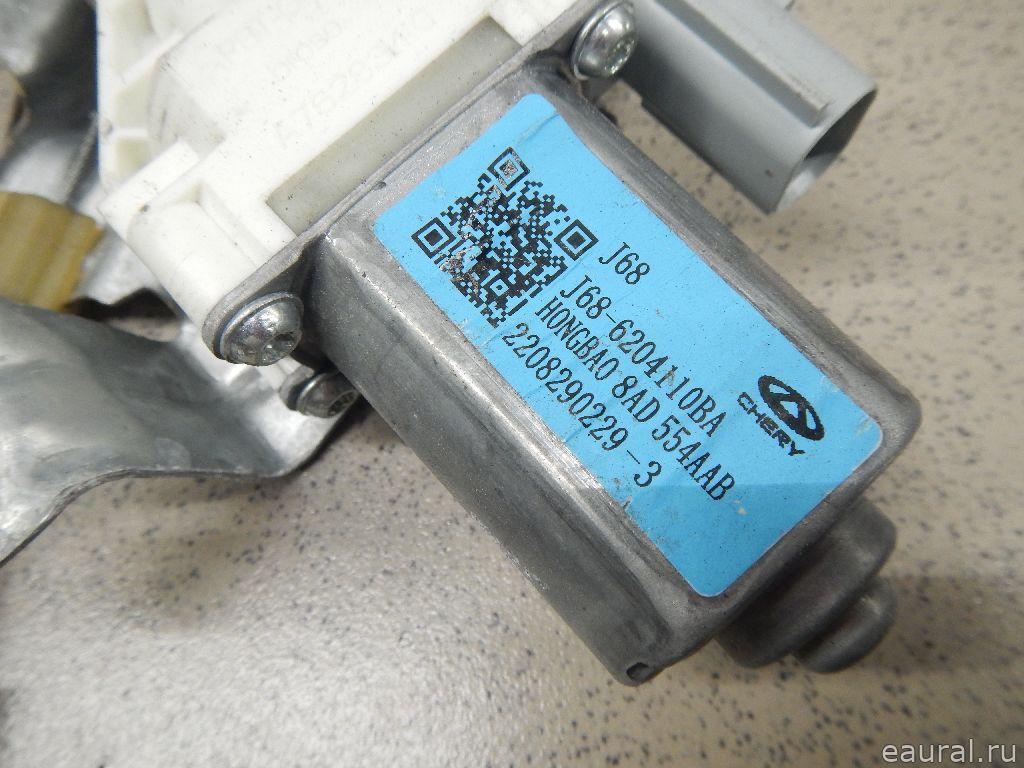 J68
J68-6204110BA
HONGBAO 8AD 554AAB
2208290229-3
CHERY
eaural.ru